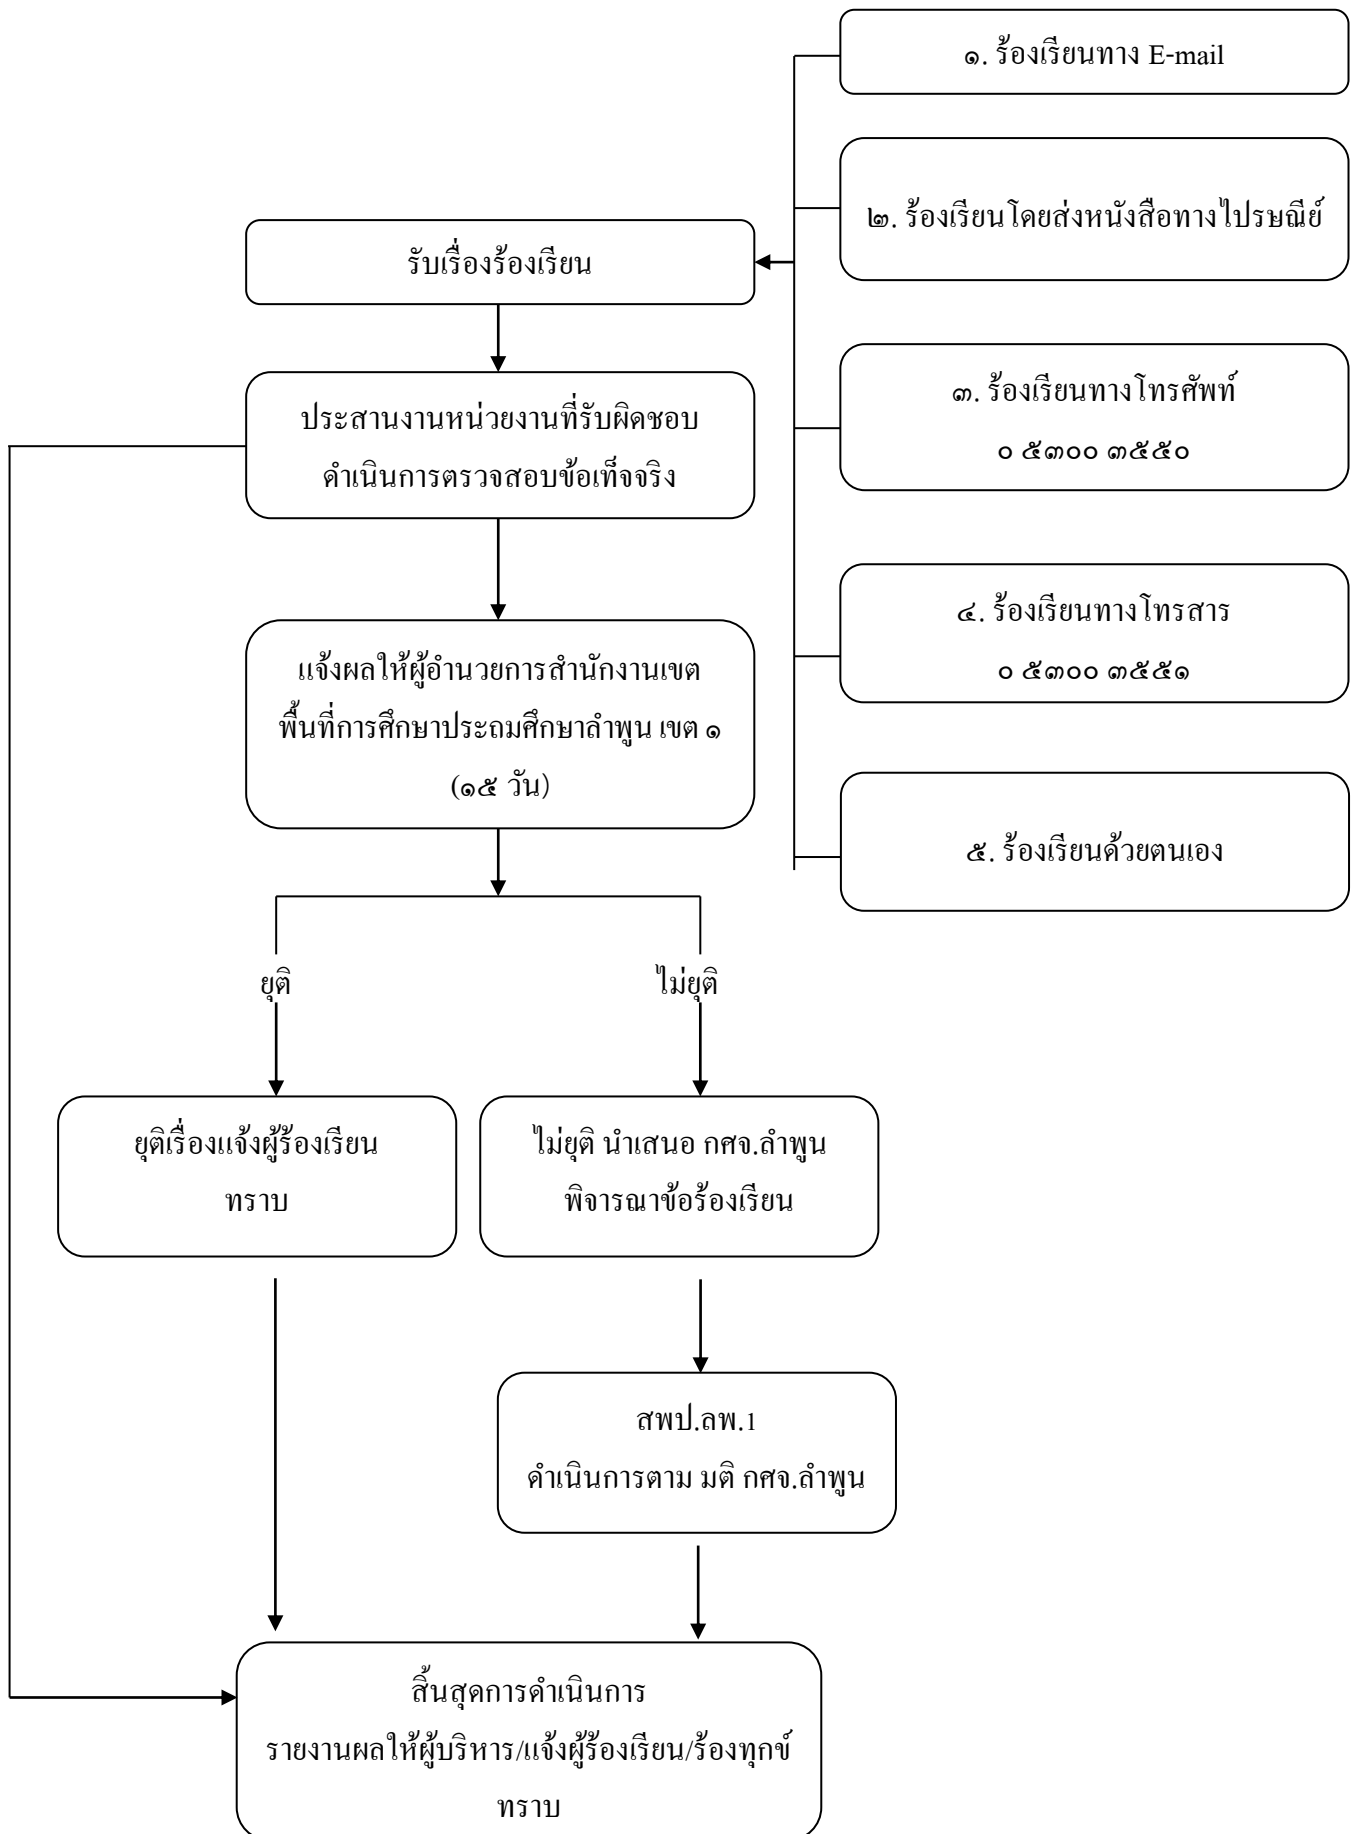 ๑. ร้องเรียนทาง E-mail
๒. ร้องเรียนโดยส่งหนังสือทางไปรษณีย์
รับเรื่องร้องเรียน
๓. ร้องเรียนทางโทรศัพท์
๐ ๕๓๐๐ ๓๕๕๐
ประสานงานหน่วยงานที่รับผิดชอบ
ดำเนินการตรวจสอบข้อเท็จจริง
๔. ร้องเรียนทางโทรสาร
๐ ๕๓๐๐ ๓๕๕๑
แจ้งผลให้ผู้อำนวยการสำนักงานเขต
พื้นที่การศึกษาประถมศึกษาลำพูน เขต ๑
(๑๕ วัน)
๕. ร้องเรียนด้วยตนเอง
ยุติ
ไม่ยุติ
ยุติเรื่องแจ้งผู้ร้องเรียน
ทราบ
ไม่ยุติ นำเสนอ กศจ.ลำพูน
พิจารณาข้อร้องเรียน
สพป.ลพ.1
ดำเนินการตาม มติ กศจ.ลำพูน
สิ้นสุดการดำเนินการ
รายงานผลให้ผู้บริหาร/แจ้งผู้ร้องเรียน/ร้องทุกข์
ทราบ